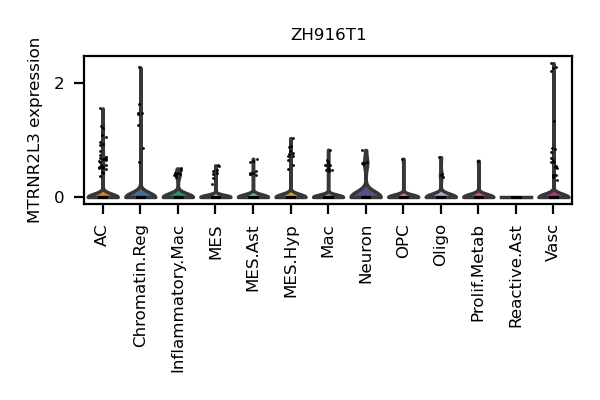 ZH916T1
MTRNR2L3 expression
2
0
AC
Chromatin.Reg
Inflammatory.Mac
MES
MES.Ast
MES.Hyp
Mac
Neuron
OPC
Oligo
Prolif.Metab
Reactive.Ast
Vasc